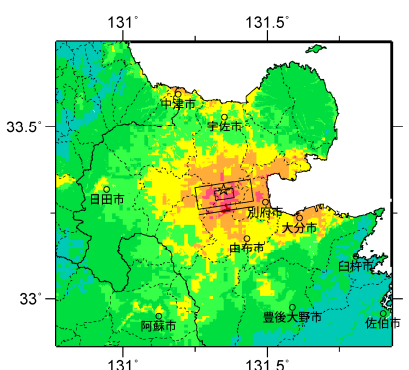 131° 131.5°
中津市
宇佐市
33.5°
日田市
別府市
大分市
由布市
臼杵市
33°
阿蘇市
豊後大野市
佐伯市
131° 131.5°